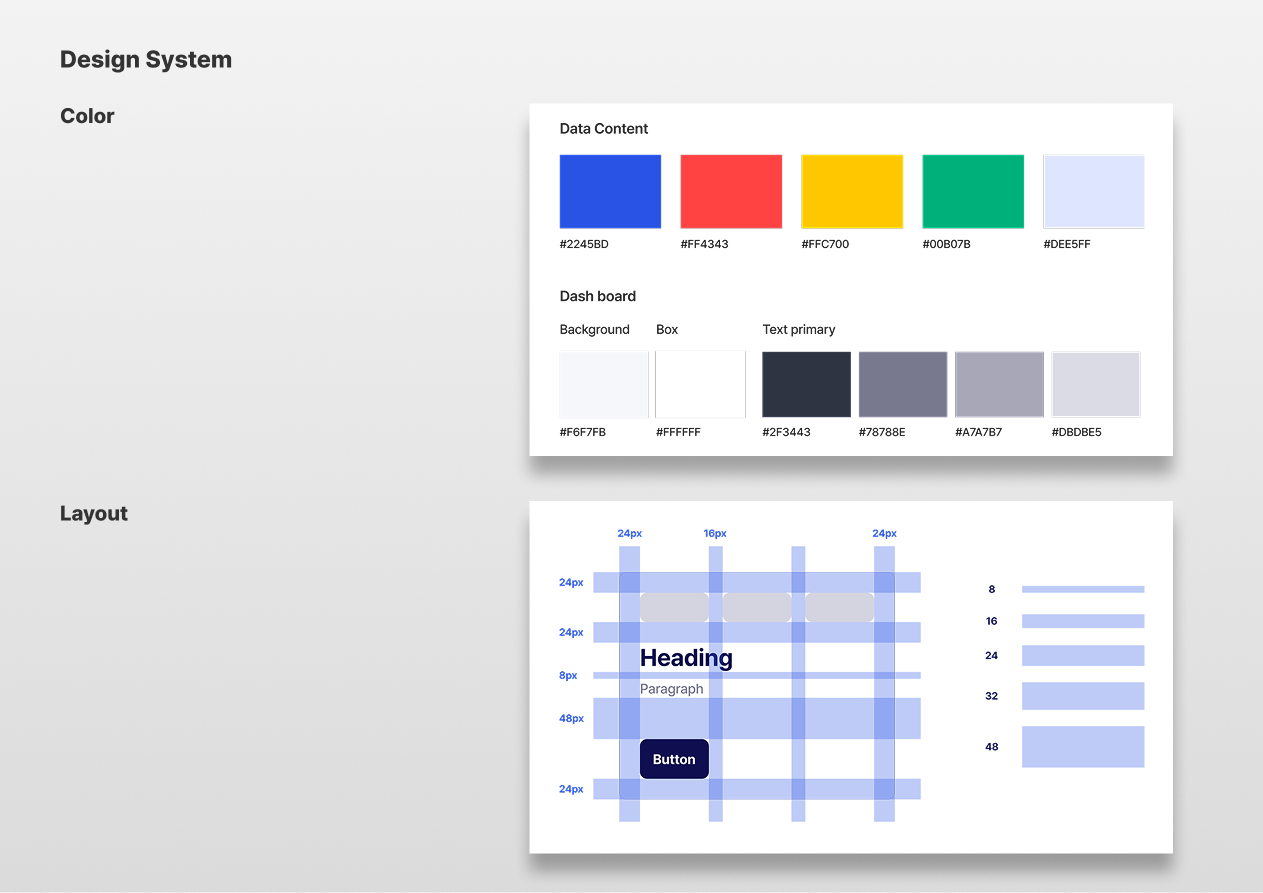 Design System
Color
Data Content
#2245BD #FF4343 #FFC700 #00B07B #DEE5FF
Dash board
Background Box Text primary
#F6F7FB #FFFFFF #2F3443 #78788E #A7A7B7 #DBDBE5
Layout
24px 16px 24px
24px
24px
Heading
8px
Paragraph
48px
Button
24px
8
16
24
32
48